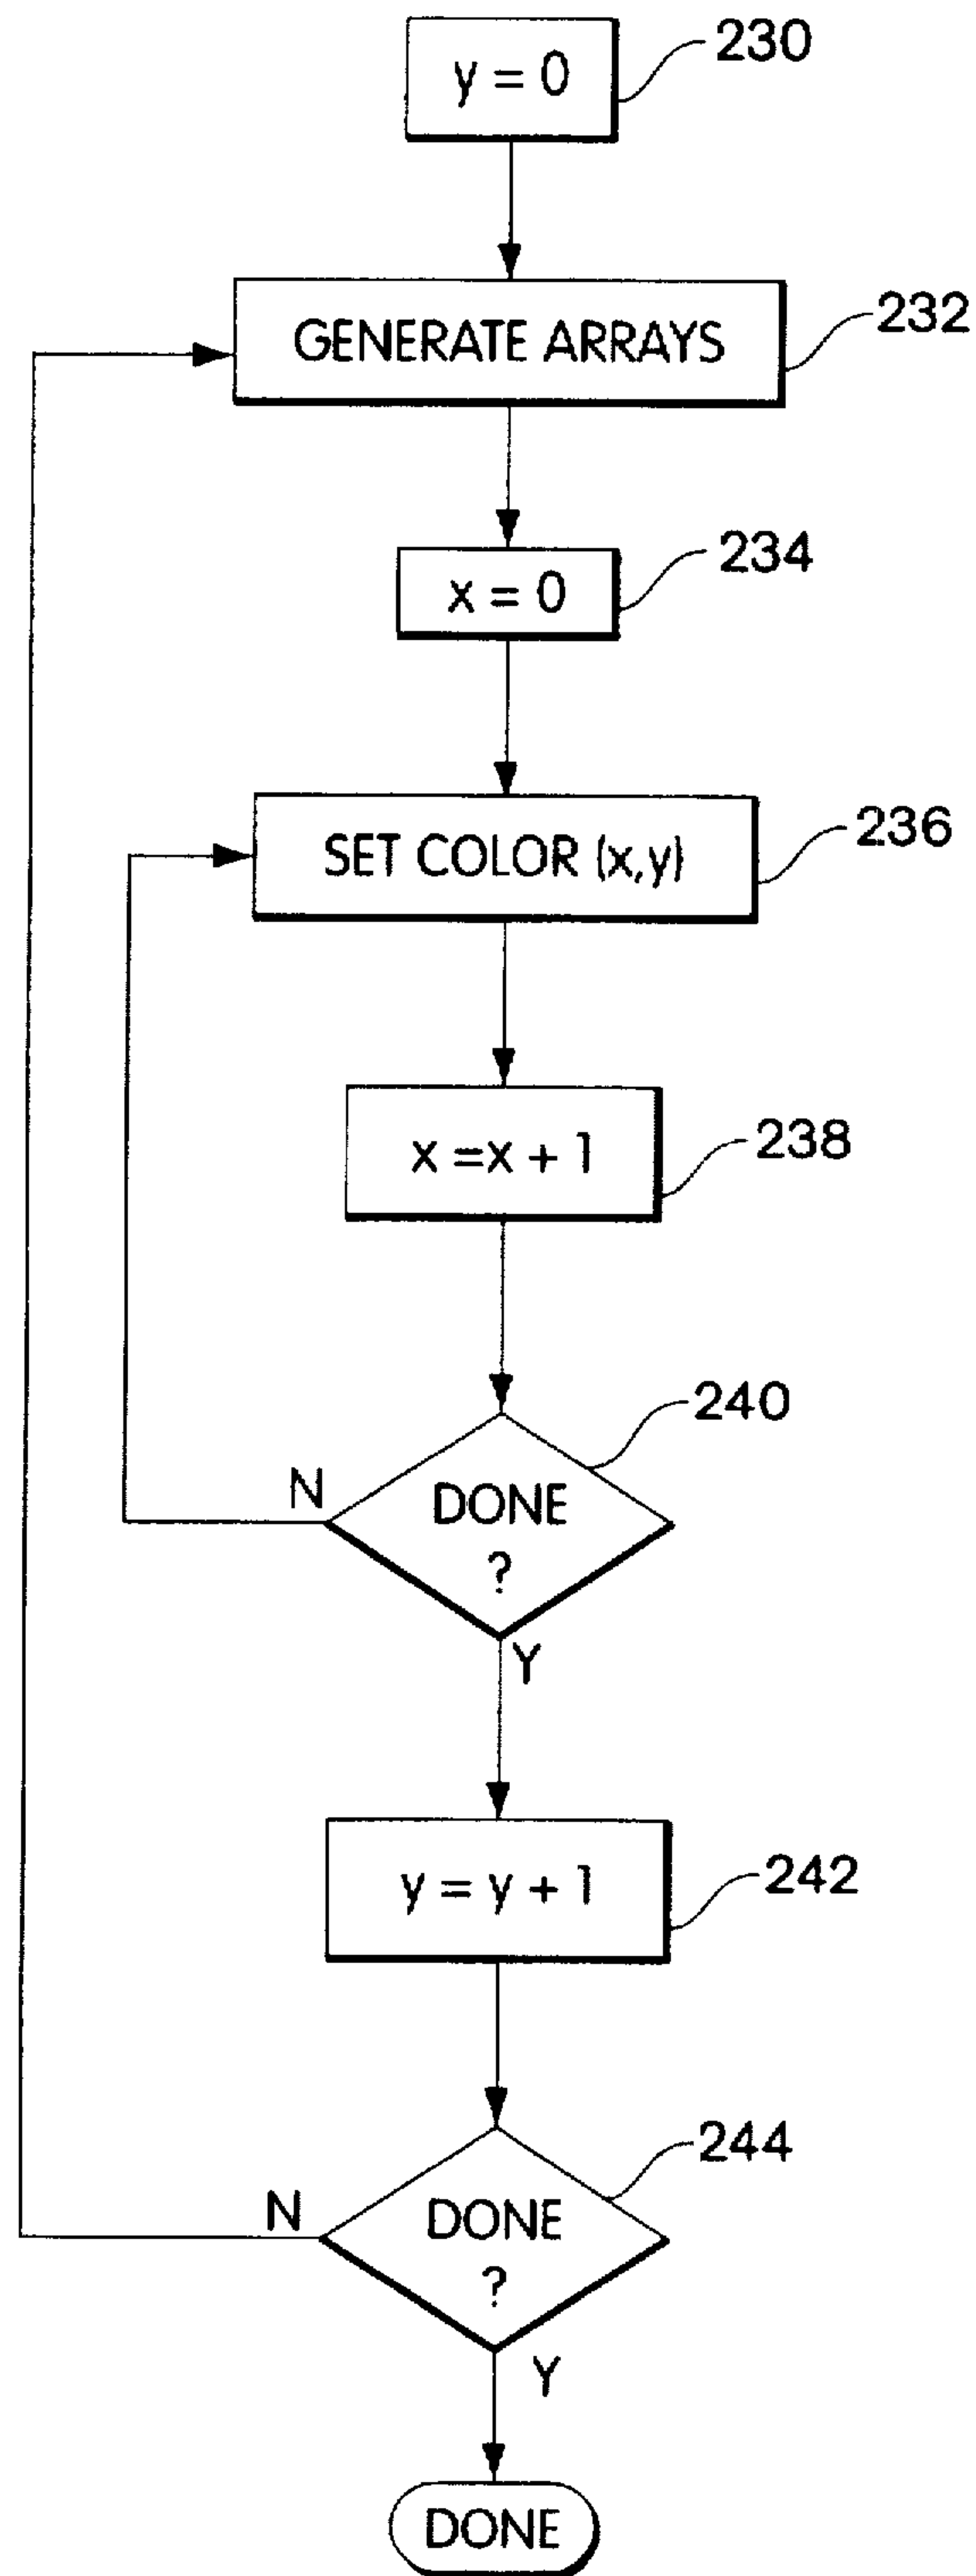 230
y = 0
232
GENERATE ARRAYS
234
x = 0
236
SET COLOR (x,y)
238
x =x + 1
240
N
DONE
?
Y
242
y = y + 1
244
N
DONE
?
Y
DONE